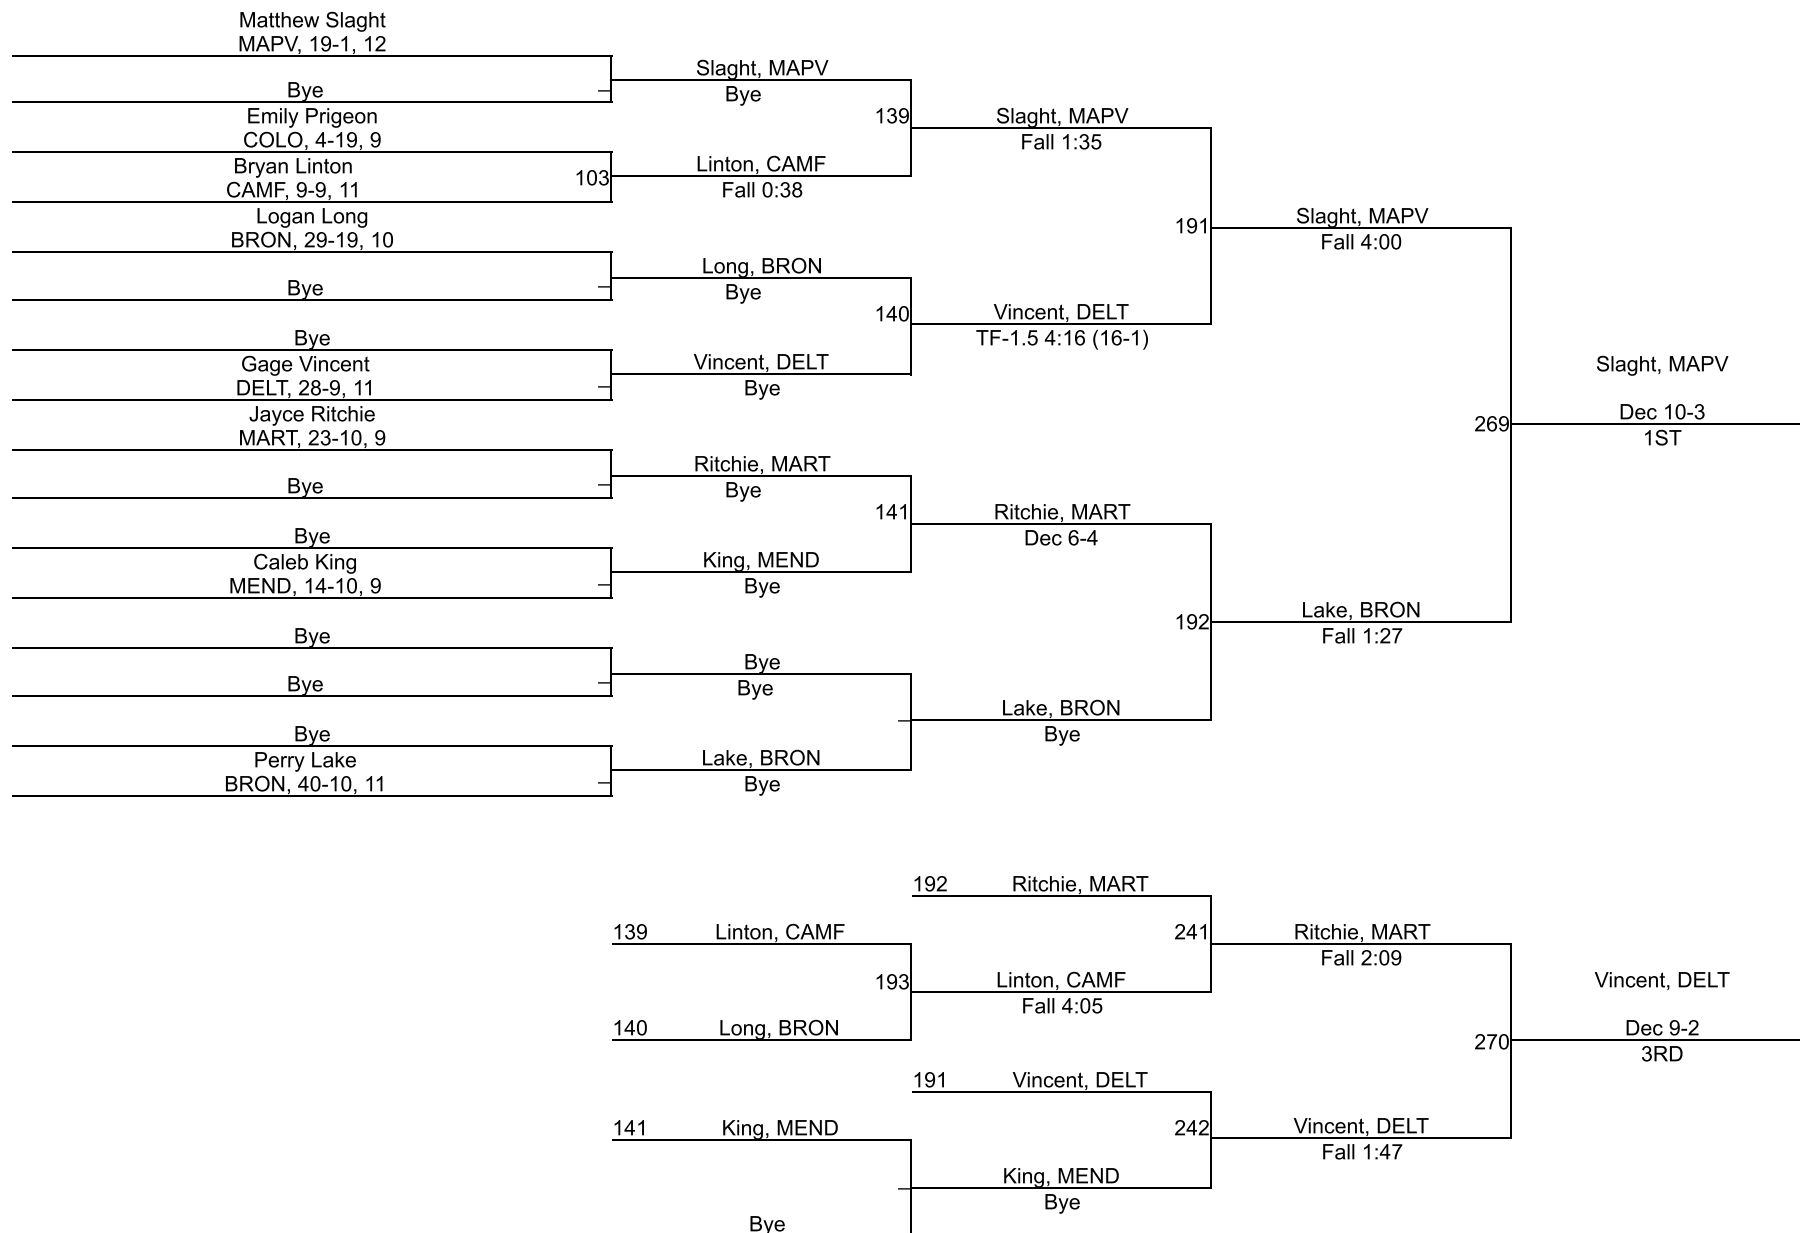 Matthew Slaght
MAPV, 19-1, 12
Bye
Emily Prigeon
COLO, 4-19, 9
Bryan Linton
CAMF, 9-9, 11
Logan Long
BRON, 29-19, 10
Bye
Bye
Gage Vincent
DELT, 28-9, 11
Jayce Ritchie
MART, 23-10, 9
Bye
Bye
Caleb King
MEND, 14-10, 9
Bye
Bye
Bye
Perry Lake
BRON, 40-10, 11
Slaght, MAPV
Bye
103
Linton, CAMF
Fall 0:38
Long, BRON
Bye
Vincent, DELT
Bye
Ritchie, MART
Bye
King, MEND
Bye
Bye
Bye
Lake, BRON
Bye
139
Slaght, MAPV
Fall 1:35
140
Vincent, DELT
TF-1.5 4:16 (16-1)
141
Ritchie, MART
Dec 6-4
Lake, BRON
Bye
191
Slaght, MAPV
Fall 4:00
192
Lake, BRON
Fall 1:27
269
Slaght, MAPV
Dec 10-3
1ST
192 Ritchie, MART
139 Linton, CAMF
193
Linton, CAMF
Fall 4:05
140 Long, BRON
191 Vincent, DELT
141 King, MEND
King, MEND
Bye
Bye
241
Ritchie, MART
Fall 2:09
242
Vincent, DELT
Fall 1:47
270
Vincent, DELT
Dec 9-2
3RD